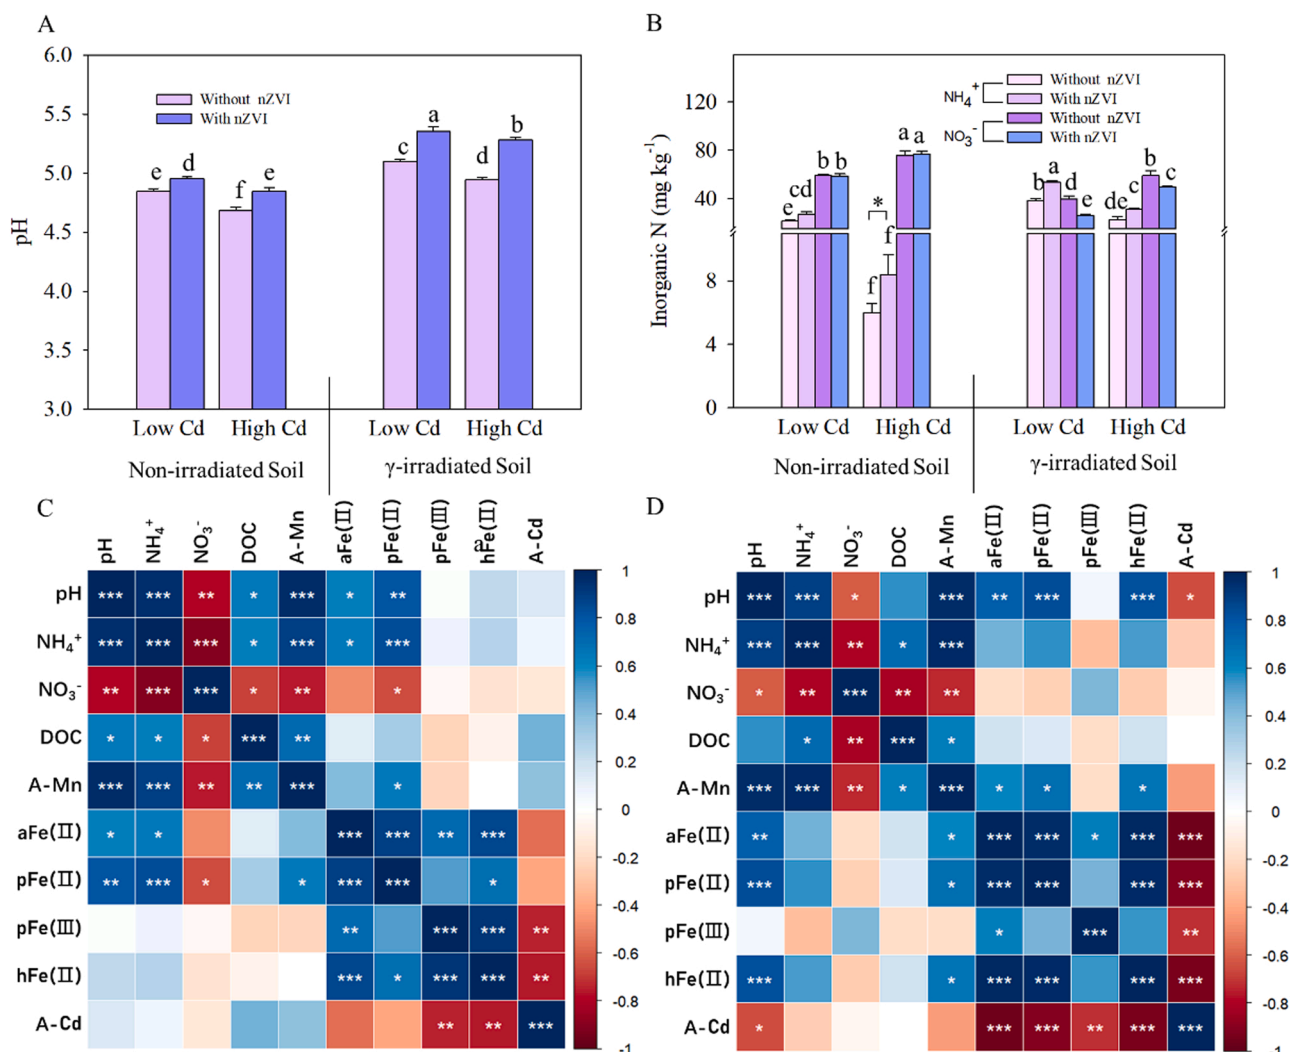 A
6.0
5.5
5.0
4.5
4.0
3.5
3.0
pH
Without nZVI
With nZVI
e
d
f
e
c
a
d
b
Low Cd
High Cd
Low Cd
High Cd
Non-irradiated Soil
γ-irradiated Soil
B
120
80
40
8
4
0
Inorganic N (mg kg⁻¹)
NH₄⁺
Without nZVI
With nZVI
NO₃⁻
Without nZVI
With nZVI
e
cd
b
b
*
f
f
a
a
b
a
d
e
de
c
b
c
Low Cd
High Cd
Low Cd
High Cd
Non-irradiated Soil
γ-irradiated Soil
C
pH NH₄⁺ NO₃⁻ DOC A-Mn aFe(II) pFe(II) pFe(III) hFe(II) A-Cd
a
pH *** *** ** * *** * **
NH₄⁺ *** *** *** * *** * ***
NO₃⁻ ** *** *** * ** *
DOC * * * *** **
A-Mn *** *** ** ** *** *
aFe(II) * * *** *** ** ***
pFe(II) ** *** * * *** *** *
pFe(III) ** *** *** **
hFe(II) *** * *** *** **
A-Cd ** ** ***
1
0.8
0.6
0.4
0.2
0
-0.2
-0.4
-0.6
-0.8
-1
D
pH NH₄⁺ NO₃⁻ DOC A-Mn aFe(II) pFe(II) pFe(III) hFe(II) A-Cd
pH *** *** * *** ** *** *** *
NH₄⁺ *** *** ** * ***
NO₃⁻ * ** *** ** **
DOC * ** *** *
A-Mn *** *** ** * *** * * *
aFe(II) ** * *** *** * *** ***
pFe(II) *** * *** *** *** ***
pFe(III) * *** **
hFe(II) *** * *** *** *** ***
A-Cd * *** *** ** *** ***
1
0.8
0.6
0.4
0.2
0
-0.2
-0.4
-0.6
-0.8
-1